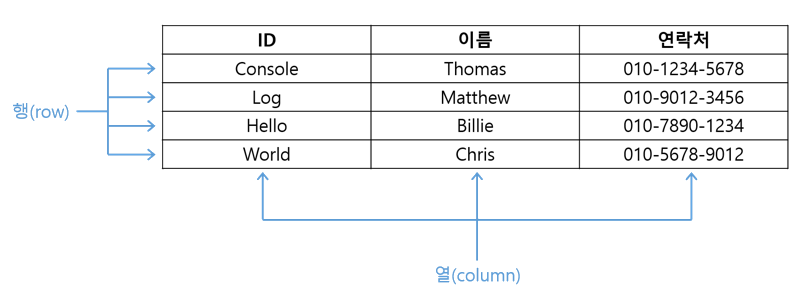 ID 이름 연락처
Console Thomas 010-1234-5678
Log Matthew 010-9012-3456
행(row)
Hello Billie 010-7890-1234
World Chris 010-5678-9012
열(column)